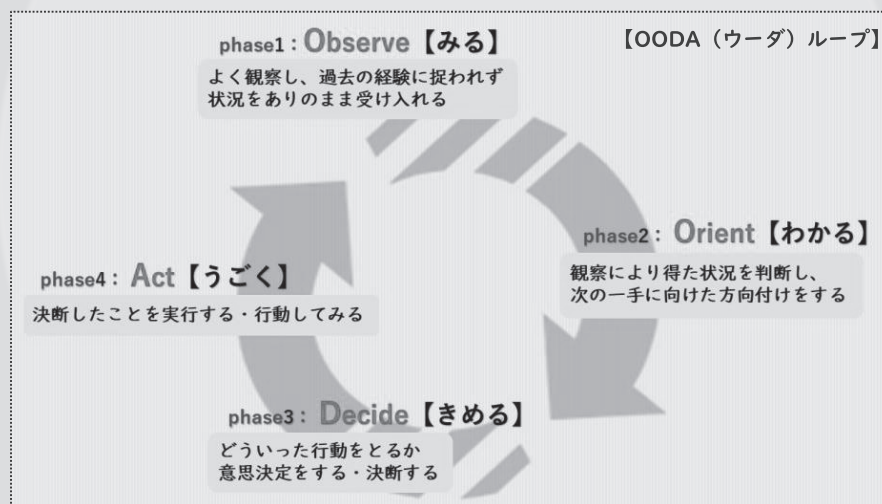 【OODA（ウーダ）ループ】
phase1：Observe【みる】
よく観察し、過去の経験に捉われず
状況をありのまま受け入れる
phase2：Orient【わかる】
観察により得た状況を判断し、
次の一手に向けた方向付けをする
phase3：Decide【きめる】
どういった行動をとるか
意思決定をする・決断する
phase4：Act【うごく】
決断したことを実行する・行動してみる